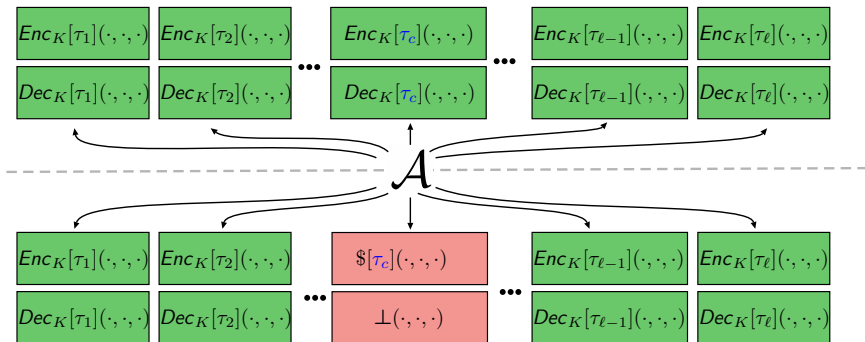 Enc_K[τ_1](·,·,·) Enc_K[τ_2](·,·,·) Enc_K[τ_c](·,·,·) Enc_K[τ_{ℓ−1}](·,·,·) Enc_K[τ_ℓ](·,·,·)
Dec_K[τ_1](·,·,·) Dec_K[τ_2](·,·,·) ••• Dec_K[τ_c](·,·,·) ••• Dec_K[τ_{ℓ−1}](·,·,·) Dec_K[τ_ℓ](·,·,·)
𝒜
Enc_K[τ_1](·,·,·) Enc_K[τ_2](·,·,·) $[τ_c](·,·,·) Enc_K[τ_{ℓ−1}](·,·,·) Enc_K[τ_ℓ](·,·,·)
Dec_K[τ_1](·,·,·) Dec_K[τ_2](·,·,·) ••• ⊥(·,·,·) ••• Dec_K[τ_{ℓ−1}](·,·,·) Dec_K[τ_ℓ](·,·,·)